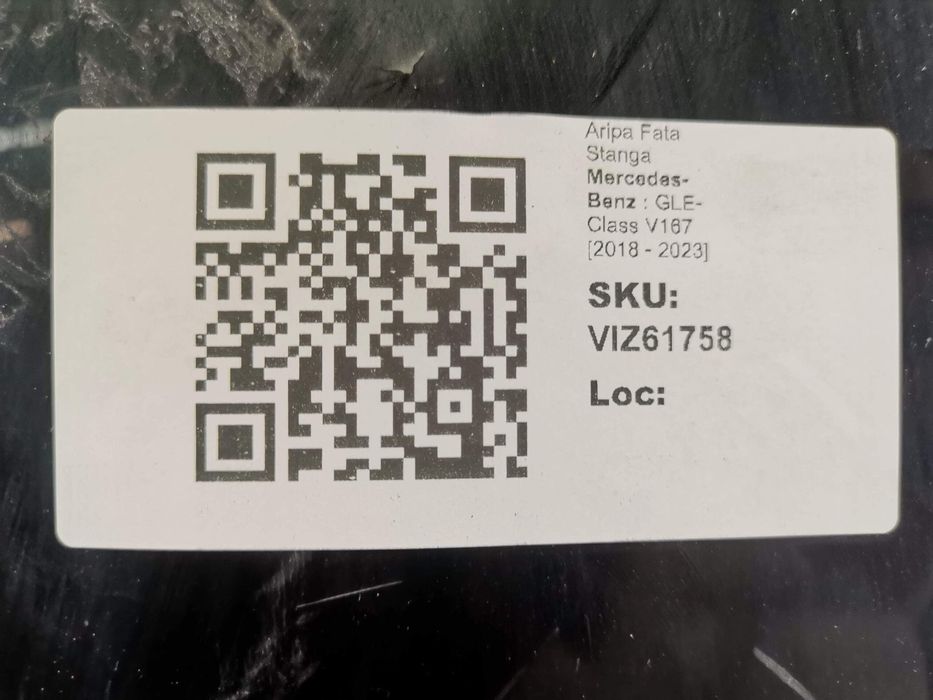 Aripa Fata
Stanga
Mercedes-
Benz : GLE-
Class V167
[2018 - 2023]
SKU:
VIZ61758
Loc: